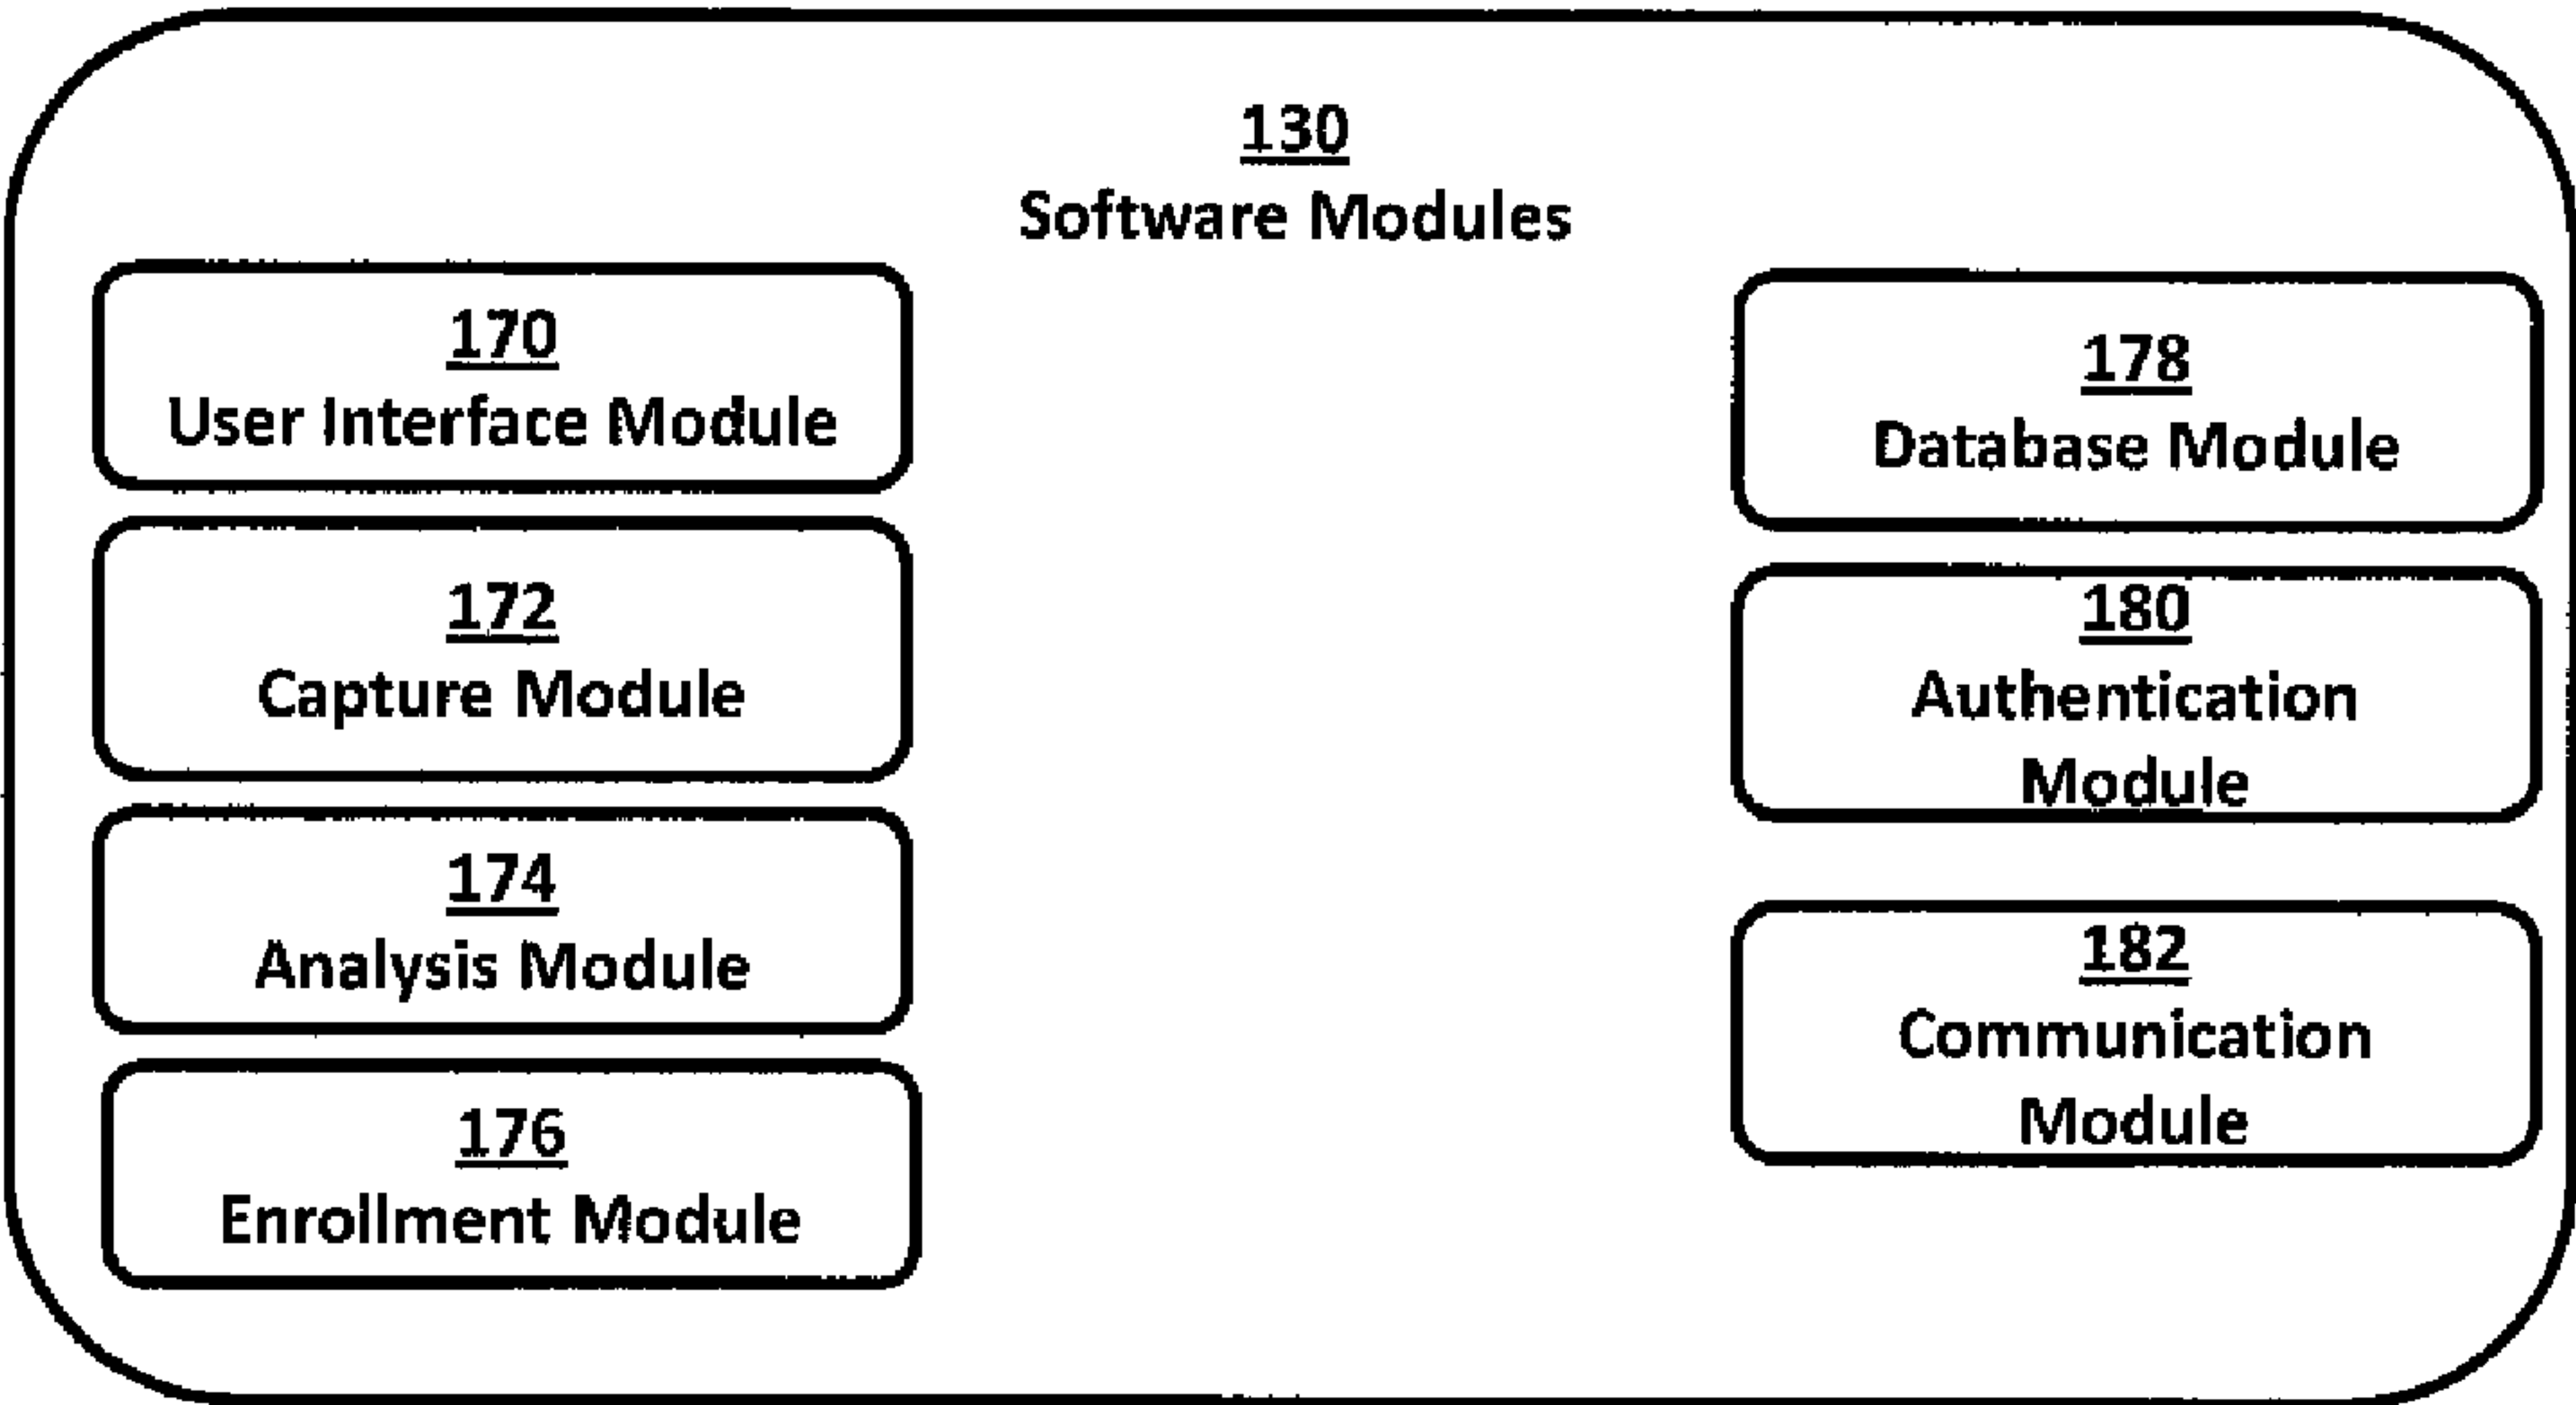 130
Software Modules
170
User Interface Module
172
Capture Module
174
Analysis Module
176
Enrollment Module
178
Database Module
180
Authentication
Module
182
Communication
Module